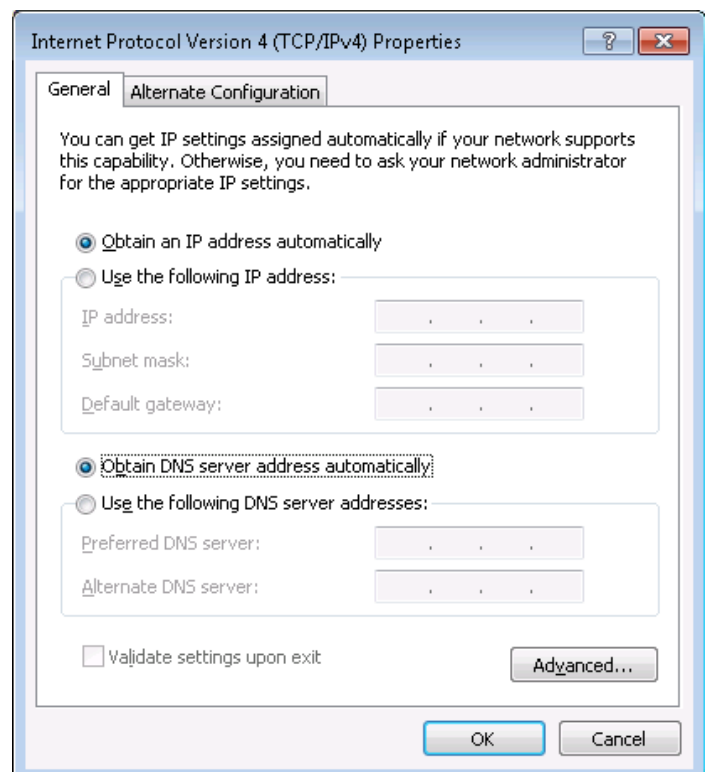 Internet Protocol Version 4 (TCP/IPv4) Properties
?
General
Alternate Configuration
You can get IP settings assigned automatically if your network supports
this capability. Otherwise, you need to ask your network administrator
for the appropriate IP settings.
Obtain an IP address automatically
Use the following IP address:
IP address:
Subnet mask:
Default gateway:
Obtain DNS server address automatically
Use the following DNS server addresses:
Preferred DNS server:
Alternate DNS server:
Validate settings upon exit
Advanced...
OK
Cancel